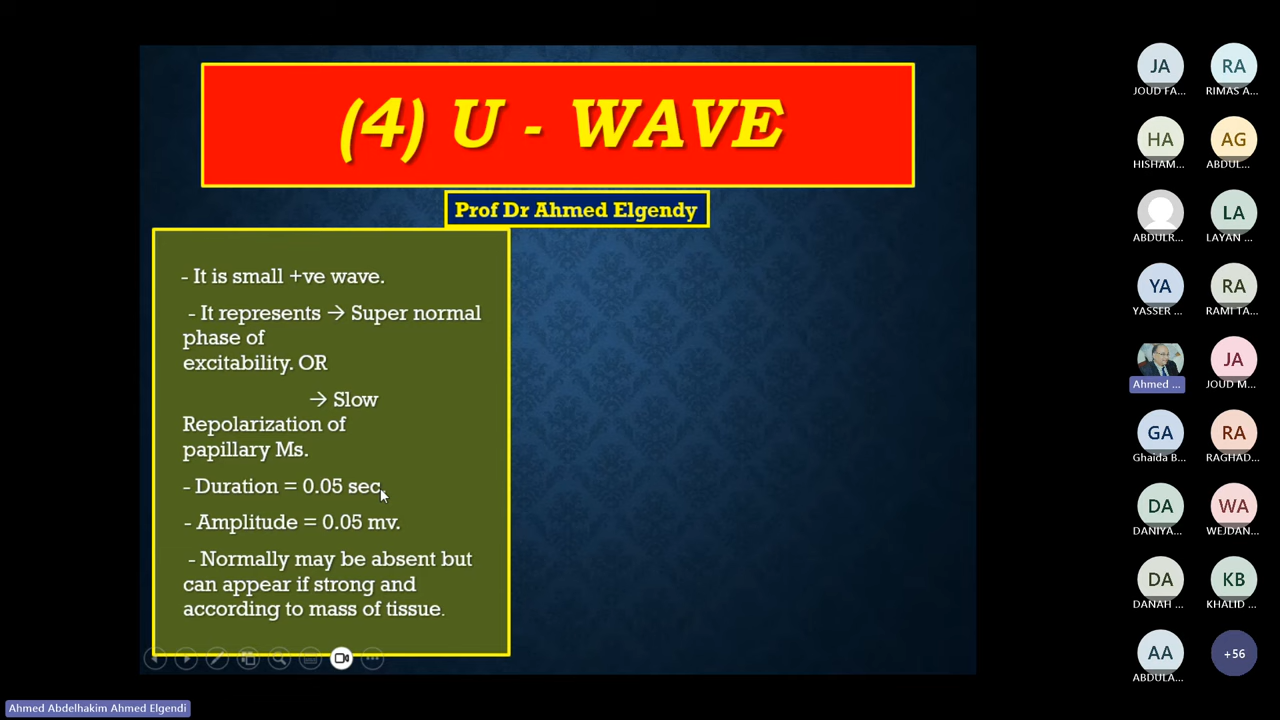 (4) U - WAVE
Prof Dr Ahmed Elgendy
- It is small +ve wave.
- It represents → Super normal
phase of
excitability. OR
→ Slow
Repolarization of
papillary Ms.
- Duration = 0.05 sec.
- Amplitude = 0.05 mv.
- Normally may be absent but
can appear if strong and
according to mass of tissue.
JA
JOUD FA...
RA
RIMAS A...
HA
HISHAM...
AG
ABDUL...
ABDULR...
LA
LAYAN ...
YA
YASSER ...
RA
RAMI TA...
Ahmed ...
JA
JOUD M...
GA
Ghaida B...
RA
RAGHAD...
DA
DANIYA...
WA
WEJDAN...
DA
DANAH ...
KB
KHALID ...
AA
ABDULA...
+56
Ahmed Abdelhakim Ahmed Elgendi